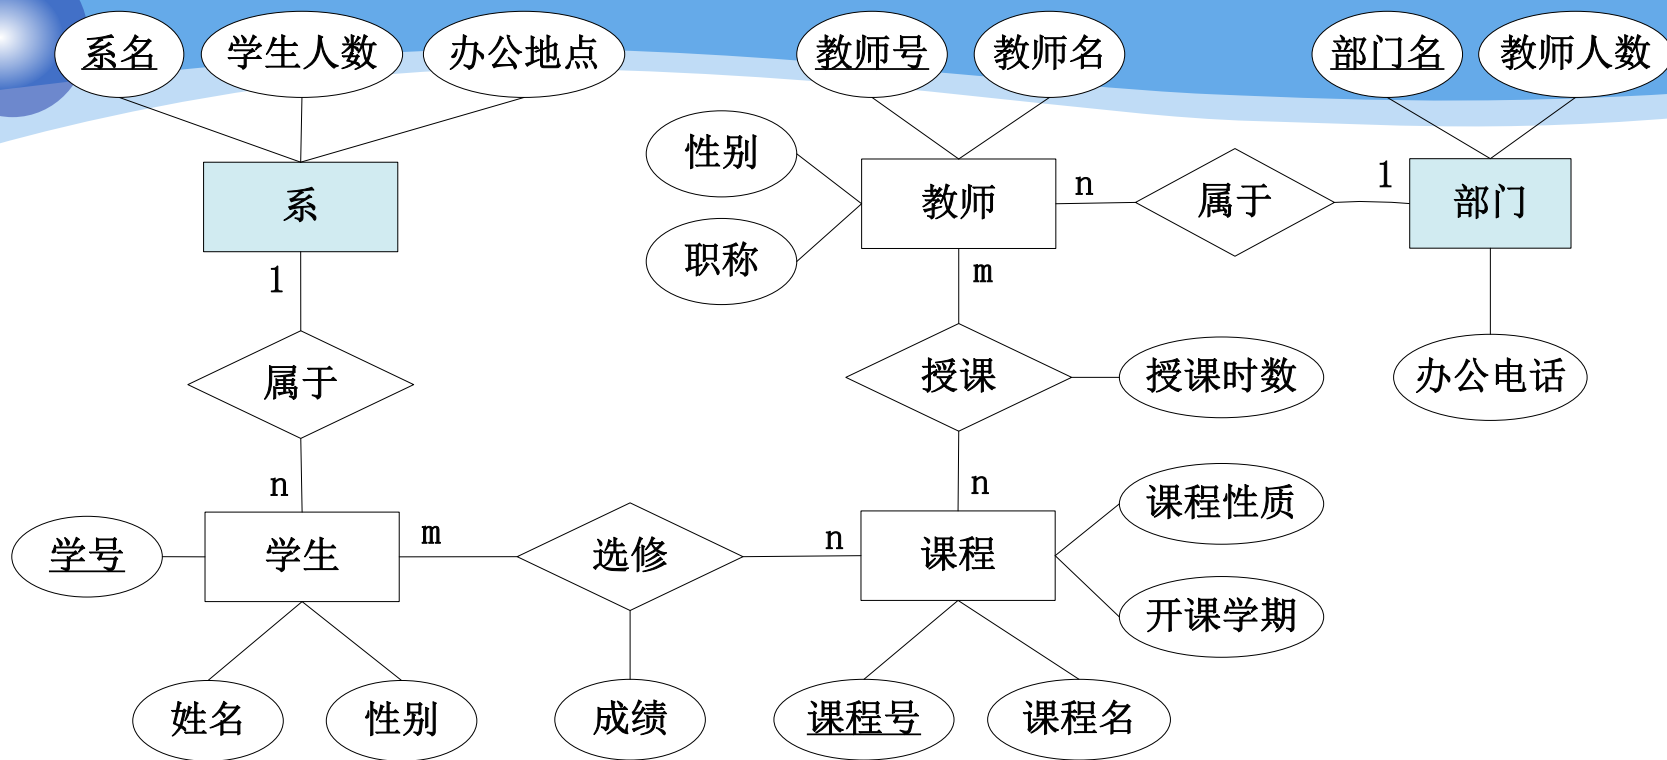 系名 学生人数 办公地点 教师号 教师名 部门名 教师人数
性别
系 教师 n 属于 1 部门
职称
1 m
属于 授课 授课时数 办公电话
n n
课程性质
学号 学生 m 选修 n 课程
开课学期
姓名 性别 成绩 课程号 课程名